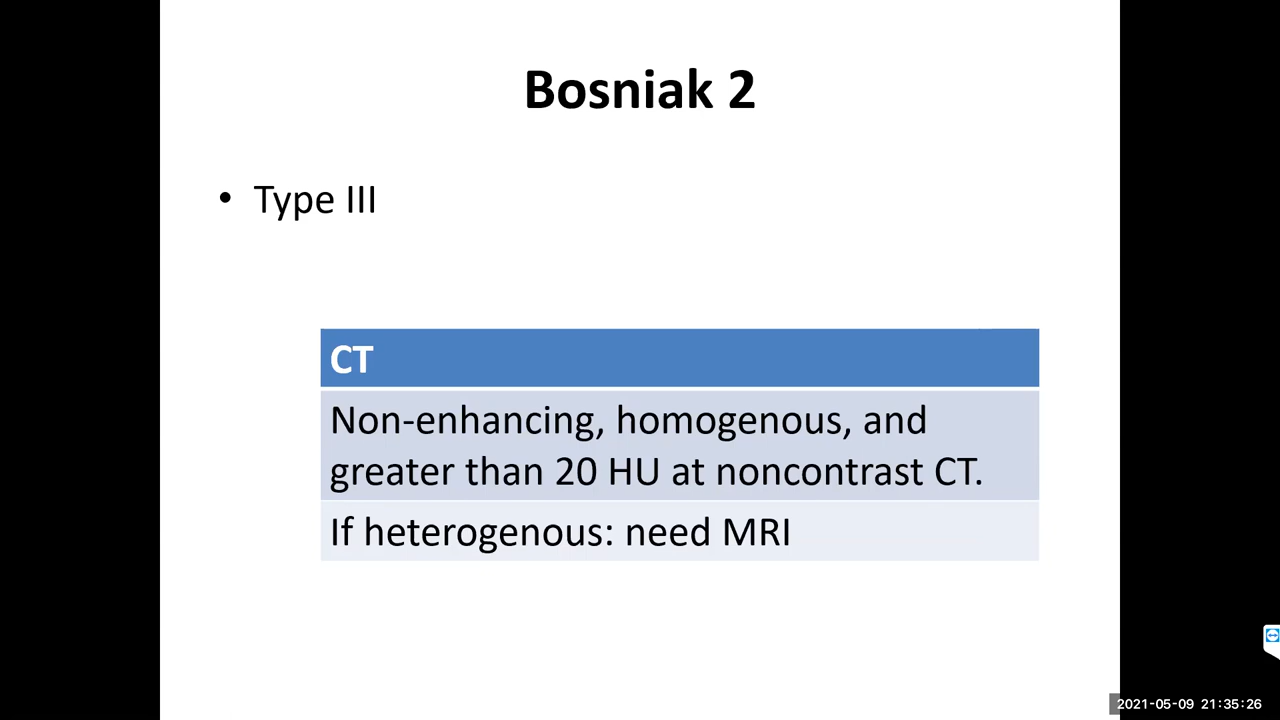 Bosniak 2
• Type III
CT
Non-enhancing, homogenous, and
greater than 20 HU at noncontrast CT.
If heterogenous: need MRI
2021-05-09 21:35:26